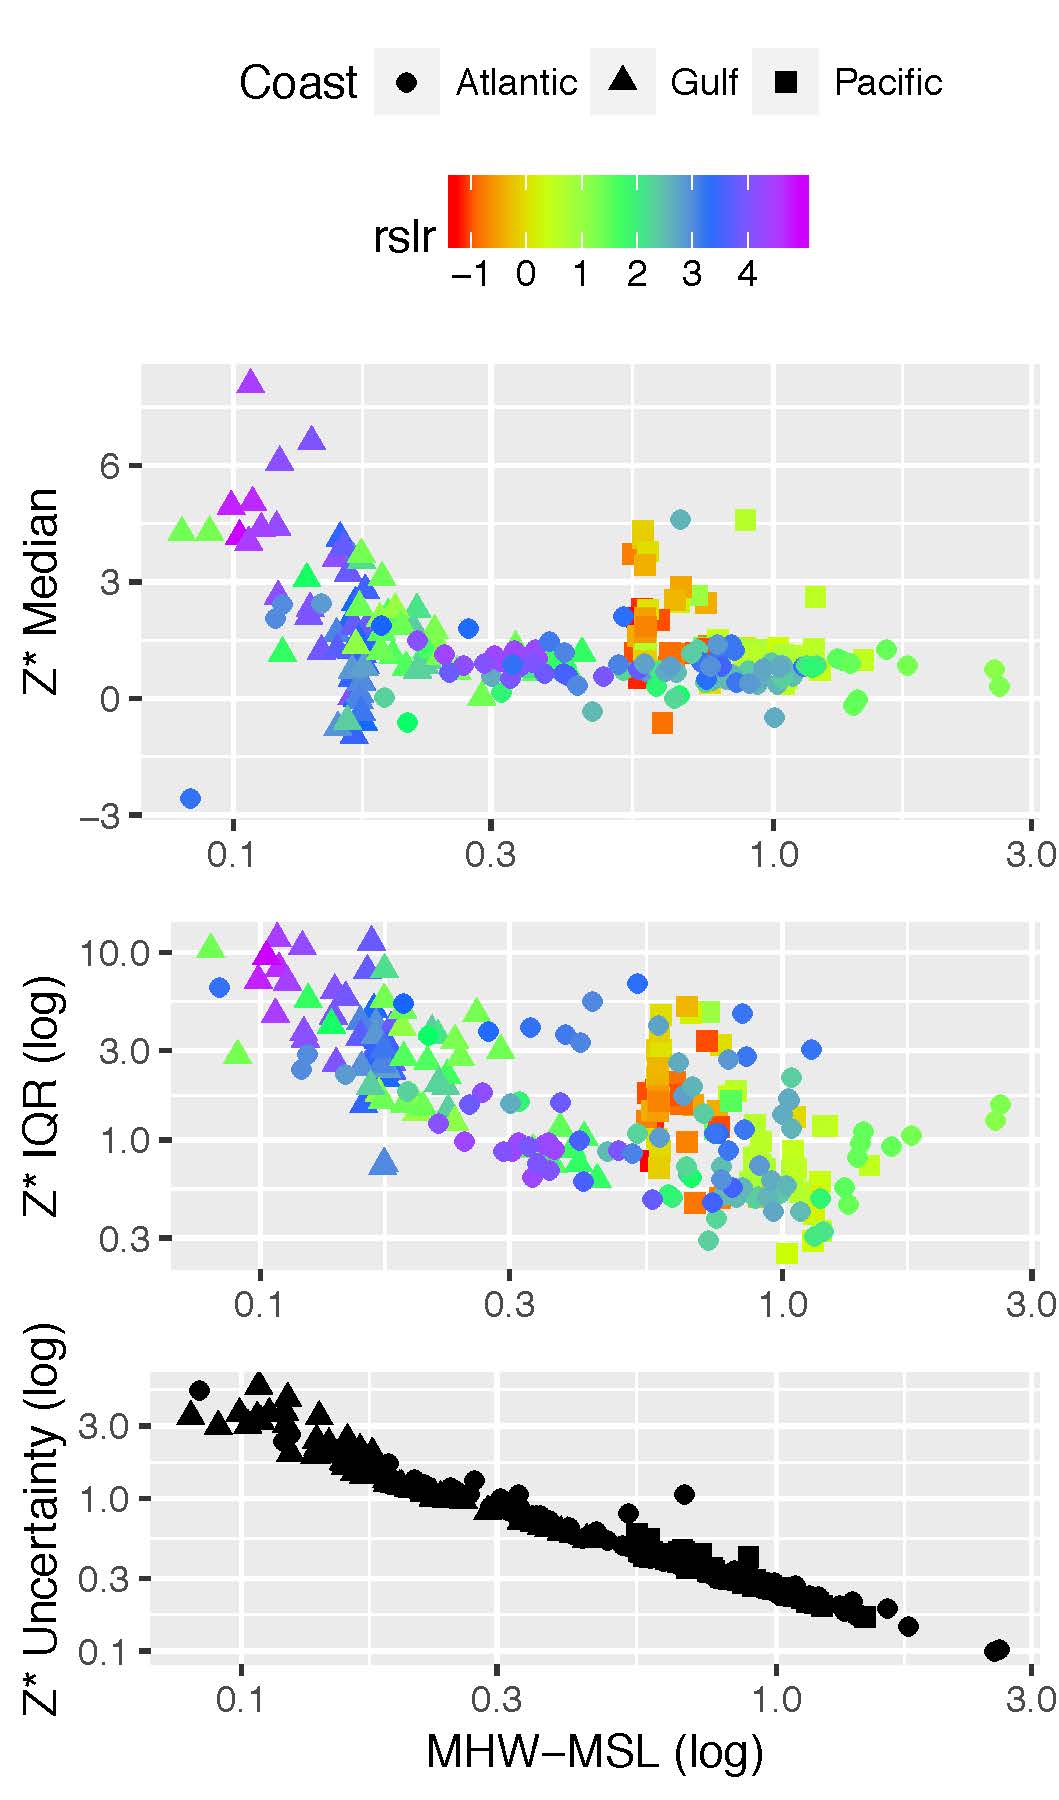 Coast Atlantic Gulf Pacific
rslr
−1 0 1 2 3 4
Z* Median
6
3
0
−3
0.1 0.3 1.0 3.0
Z* IQR (log)
10.0
3.0
1.0
0.3
0.1 0.3 1.0 3.0
Z* Uncertainty (log)
3.0
1.0
0.3
0.1
0.1 0.3 1.0 3.0
MHW−MSL (log)